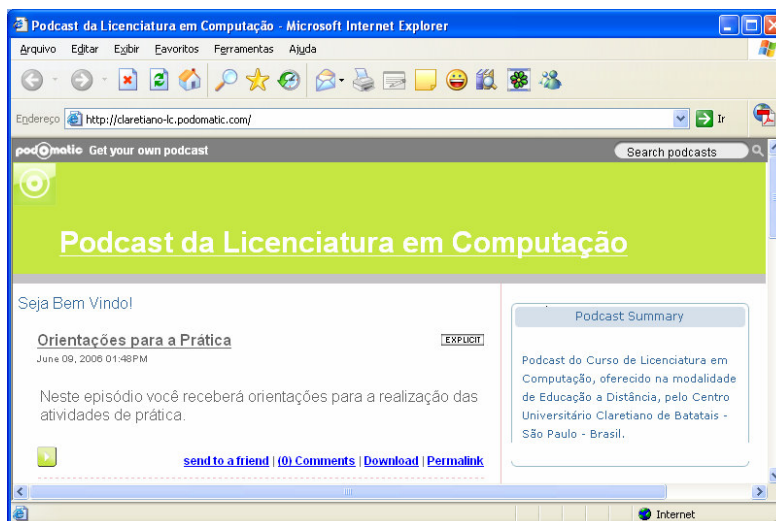 Podcast da Licenciatura em Computação - Microsoft Internet Explorer
Arquivo Editar Exibir Favoritos Ferramentas Ajuda
Endereço http://claretiano-lc.podomatic.com/ Ir
podomatic Get your own podcast Search podcasts
Podcast da Licenciatura em Computação
Seja Bem Vindo!
Orientações para a Prática EXPLICIT
June 09, 2006 01:48PM
Neste episódio você receberá orientações para a realização das
atividades de prática.
send to a friend | (0) Comments | Download | Permalink
Podcast Summary
Podcast do Curso de Licenciatura em
Computação, oferecido na modalidade
de Educação a Distância, pelo Centro
Universitário Claretiano de Batatais -
São Paulo - Brasil.
Internet